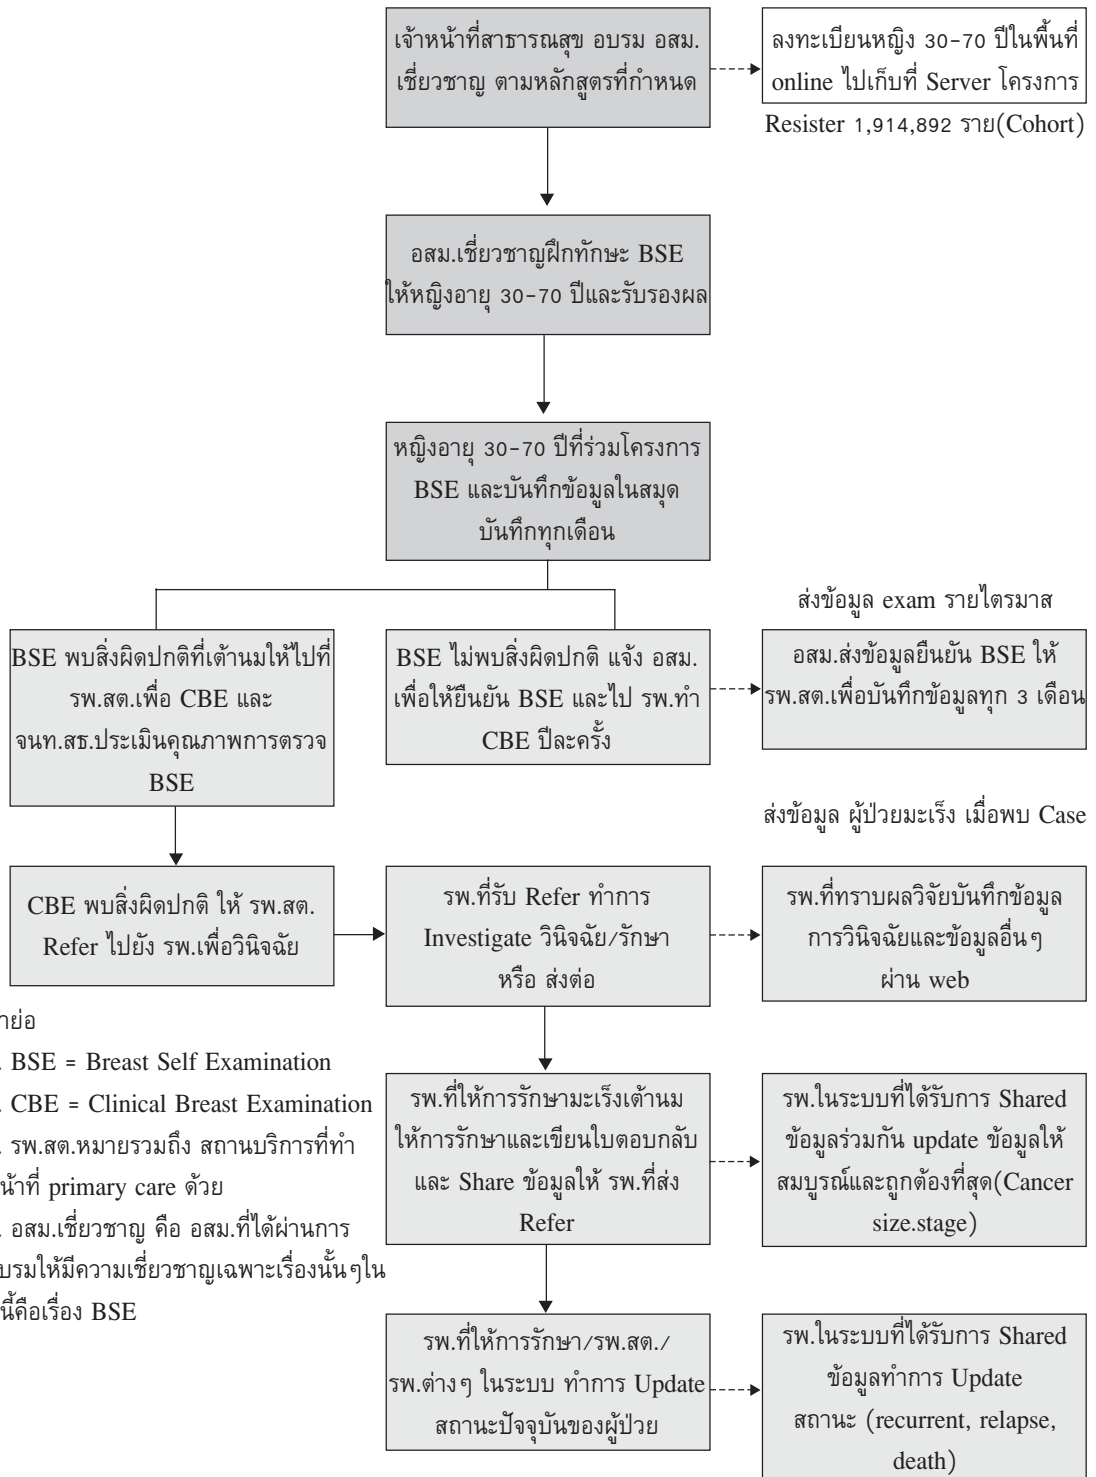 เจ้าหน้าที่สาธารณสุข อบรม อสม.
เชี่ยวชาญ ตามหลักสูตรที่กำหนด
ลงทะเบียนหญิง 30-70 ปีในพื้นที่
online ไปเก็บที่ Server โครงการ
Resister 1,914,892 ราย(Cohort)
อสม.เชี่ยวชาญฝึกทักษะ BSE
ให้หญิงอายุ 30-70 ปีและรับรองผล
หญิงอายุ 30-70 ปีที่ร่วมโครงการ
BSE และบันทึกข้อมูลในสมุด
บันทึกทุกเดือน
BSE พบสิ่งผิดปกติที่เต้านมให้ไปที่
รพ.สต.เพื่อ CBE และ
จนท.สธ.ประเมินคุณภาพการตรวจ
BSE
BSE ไม่พบสิ่งผิดปกติ แจ้ง อสม.
เพื่อให้ยืนยัน BSE และไป รพ.ทำ
CBE ปีละครั้ง
ส่งข้อมูล exam รายไตรมาส
อสม.ส่งข้อมูลยืนยัน BSE ให้
รพ.สต.เพื่อบันทึกข้อมูลทุก 3 เดือน
ส่งข้อมูล ผู้ป่วยมะเร็ง เมื่อพบ Case
CBE พบสิ่งผิดปกติ ให้ รพ.สต.
Refer ไปยัง รพ.เพื่อวินิจฉัย
รพ.ที่รับ Refer ทำการ
Investigate วินิจฉัย/รักษา
หรือ ส่งต่อ
รพ.ที่ทราบผลวิจัยบันทึกข้อมูล
การวินิจฉัยและข้อมูลอื่นๆ
ผ่าน web
าย่อ
. BSE = Breast Self Examination
. CBE = Clinical Breast Examination
. รพ.สต.หมายรวมถึง สถานบริการที่ทำ
น้าที่ primary care ด้วย
. อสม.เชี่ยวชาญ คือ อสม.ที่ได้ผ่านการ
บรมให้มีความเชี่ยวชาญเฉพาะเรื่องนั้นๆใน
นี้คือเรื่อง BSE
รพ.ที่ให้การรักษามะเร็งเต้านม
ให้การรักษาและเขียนใบตอบกลับ
และ Share ข้อมูลให้ รพ.ที่ส่ง
Refer
รพ.ในระบบที่ได้รับการ Shared
ข้อมูลร่วมกัน update ข้อมูลให้
สมบูรณ์และถูกต้องที่สุด(Cancer
size.stage)
รพ.ที่ให้การรักษา/รพ.สต./
รพ.ต่างๆ ในระบบ ทำการ Update
สถานะปัจจุบันของผู้ป่วย
รพ.ในระบบที่ได้รับการ Shared
ข้อมูลทำการ Update
สถานะ (recurrent, relapse,
death)